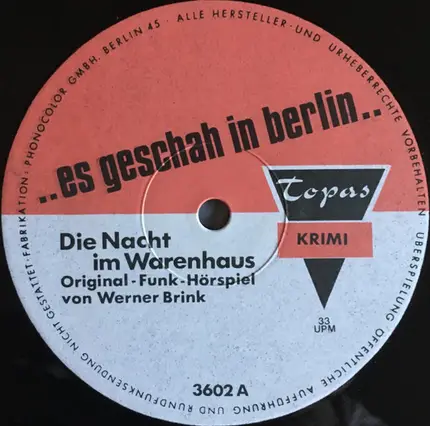 FABRIKATION: PHONOCOLOR GMBH. BERLIN 45 · ALLE HERSTELLER- UND URHEBERRECHTE VORBEHALTEN · ÜBERSPIELUNG ÖFFENTLICHE AUFFÜHRUNG UND RUNDFUNKSENDUNG NICHT GESTATTET ·
..es geschah in berlin..
Topas
KRIMI
33
UPM
Die Nacht
im Warenhaus
Original-Funk-Hörspiel
von Werner Brink
3602 A